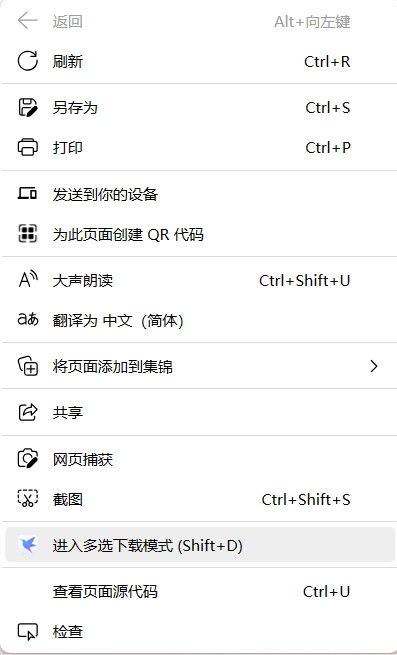 返回 Alt+向左键
刷新 Ctrl+R
另存为 Ctrl+S
打印 Ctrl+P
发送到你的设备
为此页面创建 QR 代码
大声朗读 Ctrl+Shift+U
翻译为 中文（简体）
将页面添加到集锦
共享
网页捕获
截图 Ctrl+Shift+S
进入多选下载模式 (Shift+D)
查看页面源代码 Ctrl+U
检查